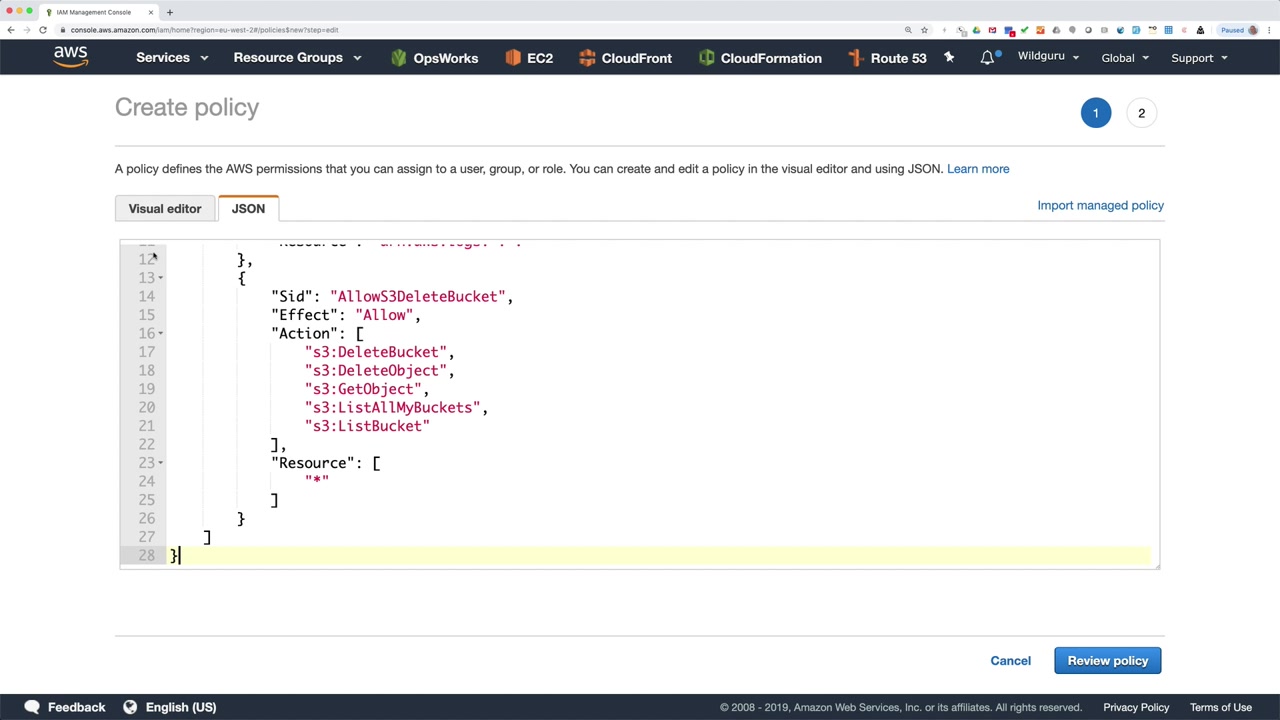 IAM Management Console
console.aws.amazon.com/iam/home?region=eu-west-2#/policies$new?step=edit
Paused
aws
Services
Resource Groups
OpsWorks
EC2
CloudFront
CloudFormation
Route 53
Wildguru
Global
Support
Create policy
1
2
A policy defines the AWS permissions that you can assign to a user, group, or role. You can create and edit a policy in the visual editor and using JSON. Learn more
Visual editor
JSON
Import managed policy
12 },
13 {
14 "Sid": "AllowS3DeleteBucket",
15 "Effect": "Allow",
16 "Action": [
17 "s3:DeleteBucket",
18 "s3:DeleteObject",
19 "s3:GetObject",
20 "s3:ListAllMyBuckets",
21 "s3:ListBucket"
22 ],
23 "Resource": [
24 "*"
25 ]
26 }
27 ]
28 }
Cancel
Review policy
Feedback
English (US)
© 2008 - 2019, Amazon Web Services, Inc. or its affiliates. All rights reserved.
Privacy Policy
Terms of Use